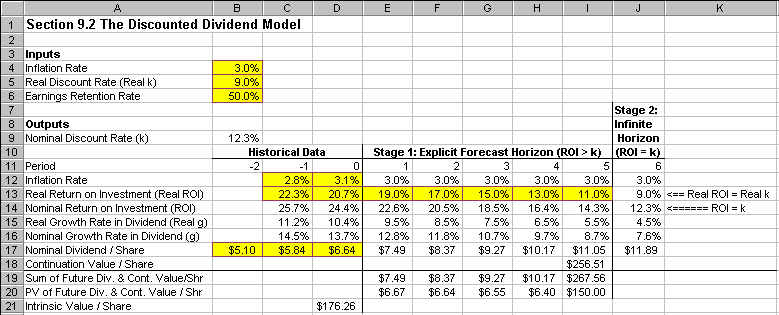 A B C D E F G H I J K
1 Section 9.2 The Discounted Dividend Model
2
3 Inputs
4 Inflation Rate 3.0%
5 Real Discount Rate (Real k) 9.0%
6 Earnings Retention Rate 50.0%
7 Stage 2:
8 Outputs Infinite
9 Nominal Discount Rate (k) 12.3% Horizon
10 Historical Data Stage 1: Explicit Forecast Horizon (ROI > k) (ROI = k)
11 Period -2 -1 0 1 2 3 4 5 6
12 Inflation Rate 2.8% 3.1% 3.0% 3.0% 3.0% 3.0% 3.0% 3.0%
13 Real Return on Investment (Real ROI) 22.3% 20.7% 19.0% 17.0% 15.0% 13.0% 11.0% 9.0% <== Real ROI = Real k
14 Nominal Return on Investment (ROI) 25.7% 24.4% 22.6% 20.5% 18.5% 16.4% 14.3% 12.3% <====== ROI = k
15 Real Growth Rate in Dividend (Real g) 11.2% 10.4% 9.5% 8.5% 7.5% 6.5% 5.5% 4.5%
16 Nominal Growth Rate in Dividend (g) 14.5% 13.7% 12.8% 11.8% 10.7% 9.7% 8.7% 7.6%
17 Nominal Dividend / Share $5.10 $5.84 $6.64 $7.49 $8.37 $9.27 $10.17 $11.05 $11.89
18 Continuation Value / Share $256.51
19 Sum of Future Div. & Cont. Value/Shr $7.49 $8.37 $9.27 $10.17 $267.56
20 PV of Future Div. & Cont. Value / Shr $6.67 $6.64 $6.55 $6.40 $150.00
21 Intrinsic Value / Share $176.26